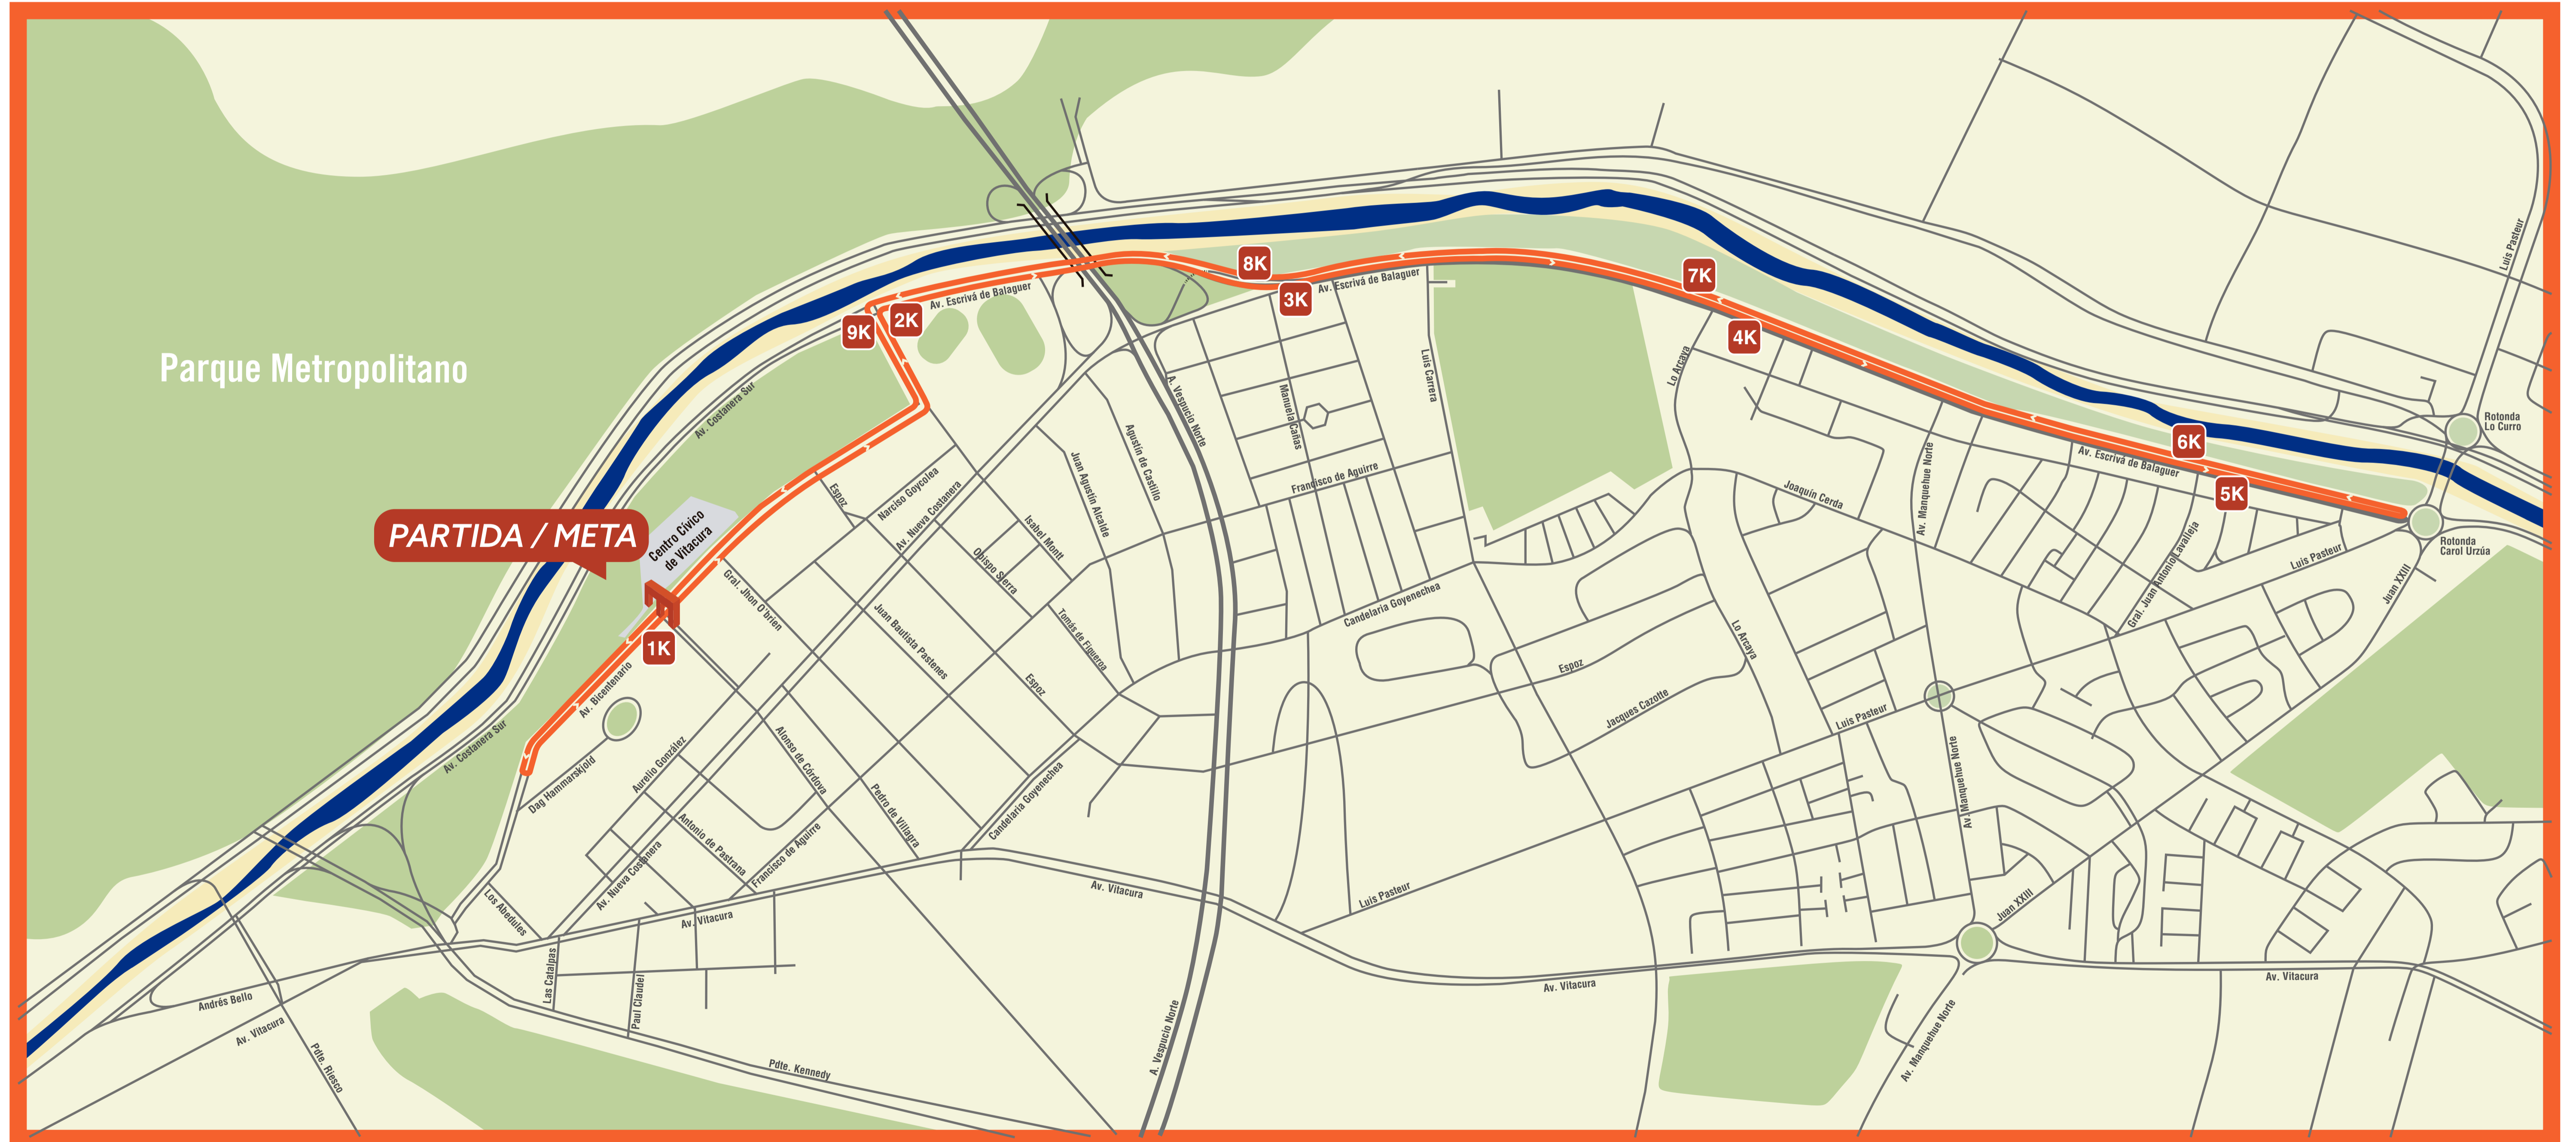 Parque Metropolitano
PARTIDA / META
Centro Cívico
de Vitacura
1K
2K
9K
8K
3K
7K
4K
6K
5K
Av. Escrivá de Balaguer
Av. Escrivá de Balaguer
Av. Escrivá de Balaguer
Luis Pasteur
Rotonda
Lo Curro
Rotonda
Carol Urzúa
Av. Costanera Sur
Av. Costanera Sur
Av. Bicentenario
Dag Hammarskjold
Espoz
Narciso Goycolea
Av. Nueva Costanera
Gral. Jhon O'brien
Juan Bautista Pastenes
Isabel Montt
Obispo Sierra
Juan Agustín Alcalde
Agustín de Castillo
Tomás de Figueroa
Espoz
A. Vespucio Norte
Manuela Cañas
Luis Carrera
Francisco de Aguirre
Candelaria Goyenechea
Lo Arcaya
Joaquín Cerda
Av. Manquehue Norte
Gral. Juan Antonio Lavalleja
Luis Pasteur
Juan XXIII
Espoz
Jacques Cazotte
Lo Arcaya
Luis Pasteur
Av. Manquehue Norte
Aurelio González
Alonso de Córdova
Pedro de Villagra
Candelaria Goyenechea
Antonio de Pastrana
Francisco de Aguirre
Av. Nueva Costanera
Los Abedules
Av. Vitacura
Av. Vitacura
Luis Pasteur
Juan XXIII
Las Catalpas
Paul Claudel
Andrés Bello
Av. Vitacura
Pdte. Riesco
Pdte. Kennedy
A. Vespucio Norte
Av. Vitacura
Av. Manquehue Norte
Av. Vitacura